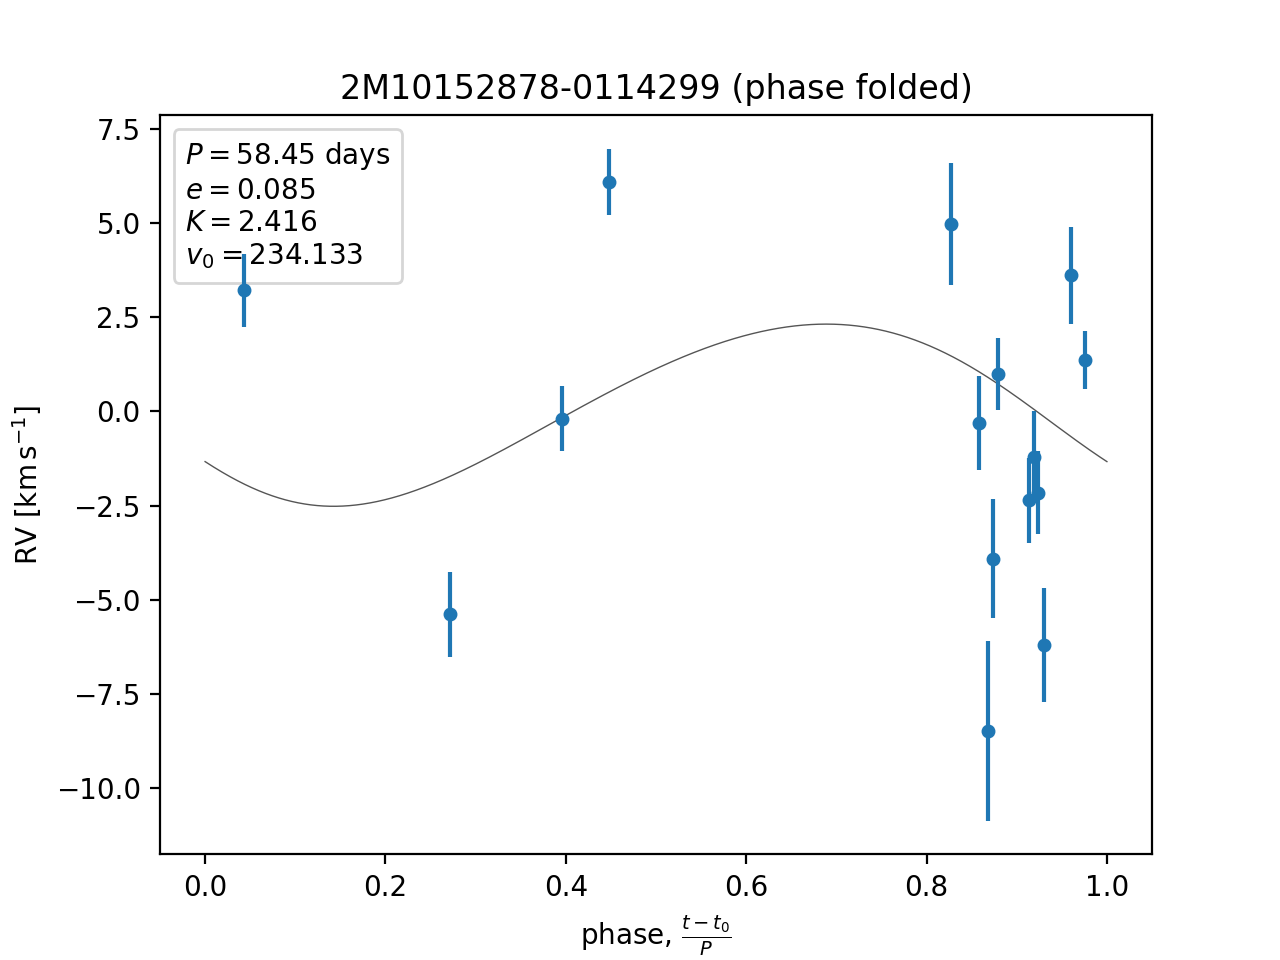 2M10152878-0114299 (phase folded)
P = 58.45 days
e = 0.085
K = 2.416
v₀ = 234.133
7.5
5.0
2.5
0.0
−2.5
−5.0
−7.5
−10.0
RV [km s⁻¹]
0.0 0.2 0.4 0.6 0.8 1.0
phase, (t − t₀)/P